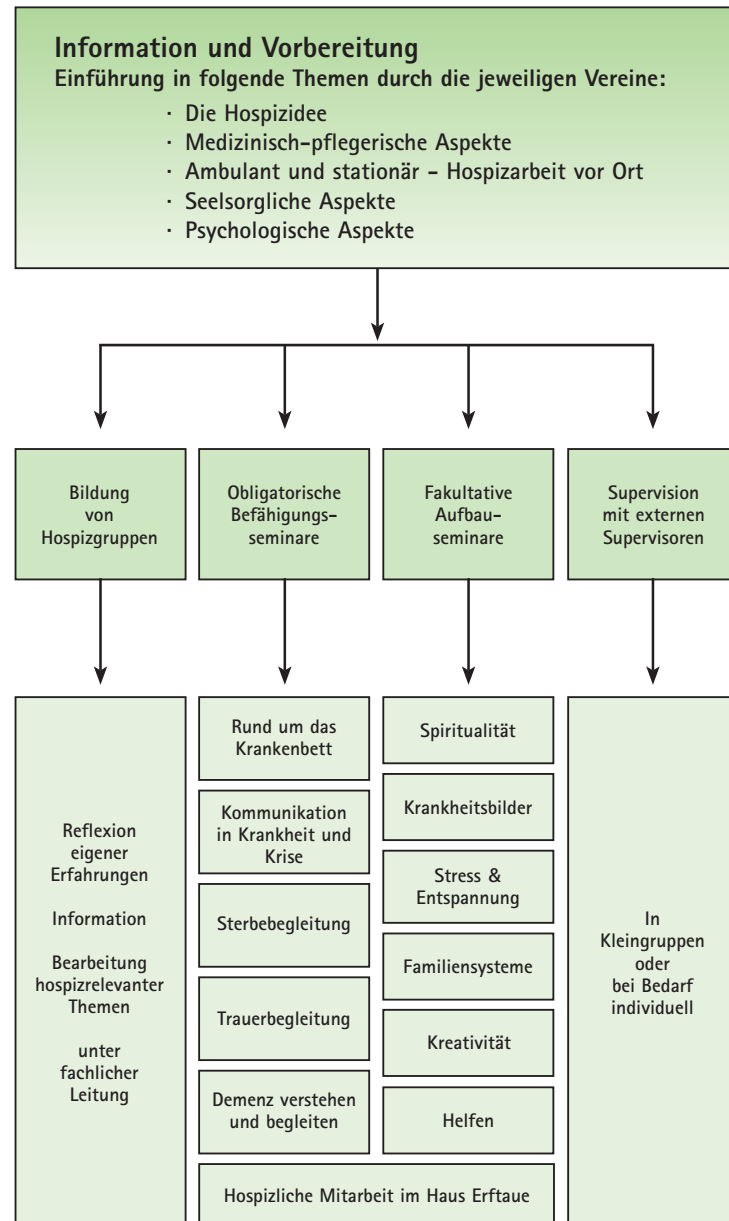 Information und Vorbereitung
Einführung in folgende Themen durch die jeweiligen Vereine:
· Die Hospizidee
· Medizinisch-pflegerische Aspekte
· Ambulant und stationär - Hospizarbeit vor Ort
· Seelsorgliche Aspekte
· Psychologische Aspekte
Bildung
von
Hospizgruppen
Obligatorische
Befähigungs-
seminare
Fakultative
Aufbau-
seminare
Supervision
mit externen
Supervisoren
Reflexion
eigener
Erfahrungen
Information
Bearbeitung
hospizrelevanter
Themen
unter
fachlicher
Leitung
Rund um das
Krankenbett
Kommunikation
in Krankheit und
Krise
Sterbebegleitung
Trauerbegleitung
Demenz verstehen
und begleiten
Spiritualität
Krankheitsbilder
Stress &
Entspannung
Familiensysteme
Kreativität
Helfen
Hospizliche Mitarbeit im Haus Erftaue
In
Kleingruppen
oder
bei Bedarf
individuell